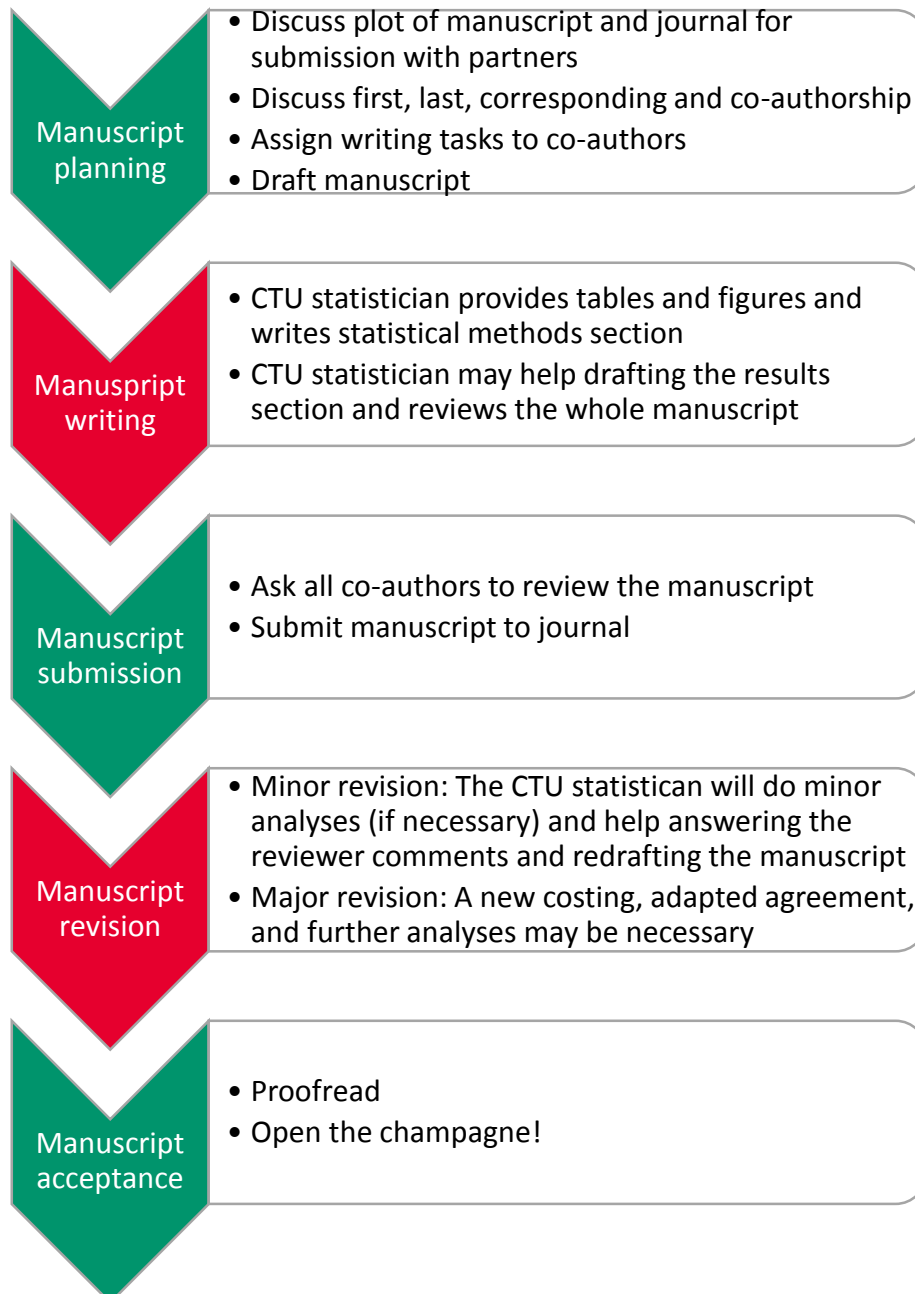 Manuscript
planning
• Discuss plot of manuscript and journal for
submission with partners
• Discuss first, last, corresponding and co-authorship
• Assign writing tasks to co-authors
• Draft manuscript
Manuspript
writing
• CTU statistician provides tables and figures and
writes statistical methods section
• CTU statistician may help drafting the results
section and reviews the whole manuscript
Manuscript
submission
• Ask all co-authors to review the manuscript
• Submit manuscript to journal
Manuscript
revision
• Minor revision: The CTU statistican will do minor
analyses (if necessary) and help answering the
reviewer comments and redrafting the manuscript
• Major revision: A new costing, adapted agreement,
and further analyses may be necessary
Manuscript
acceptance
• Proofread
• Open the champagne!